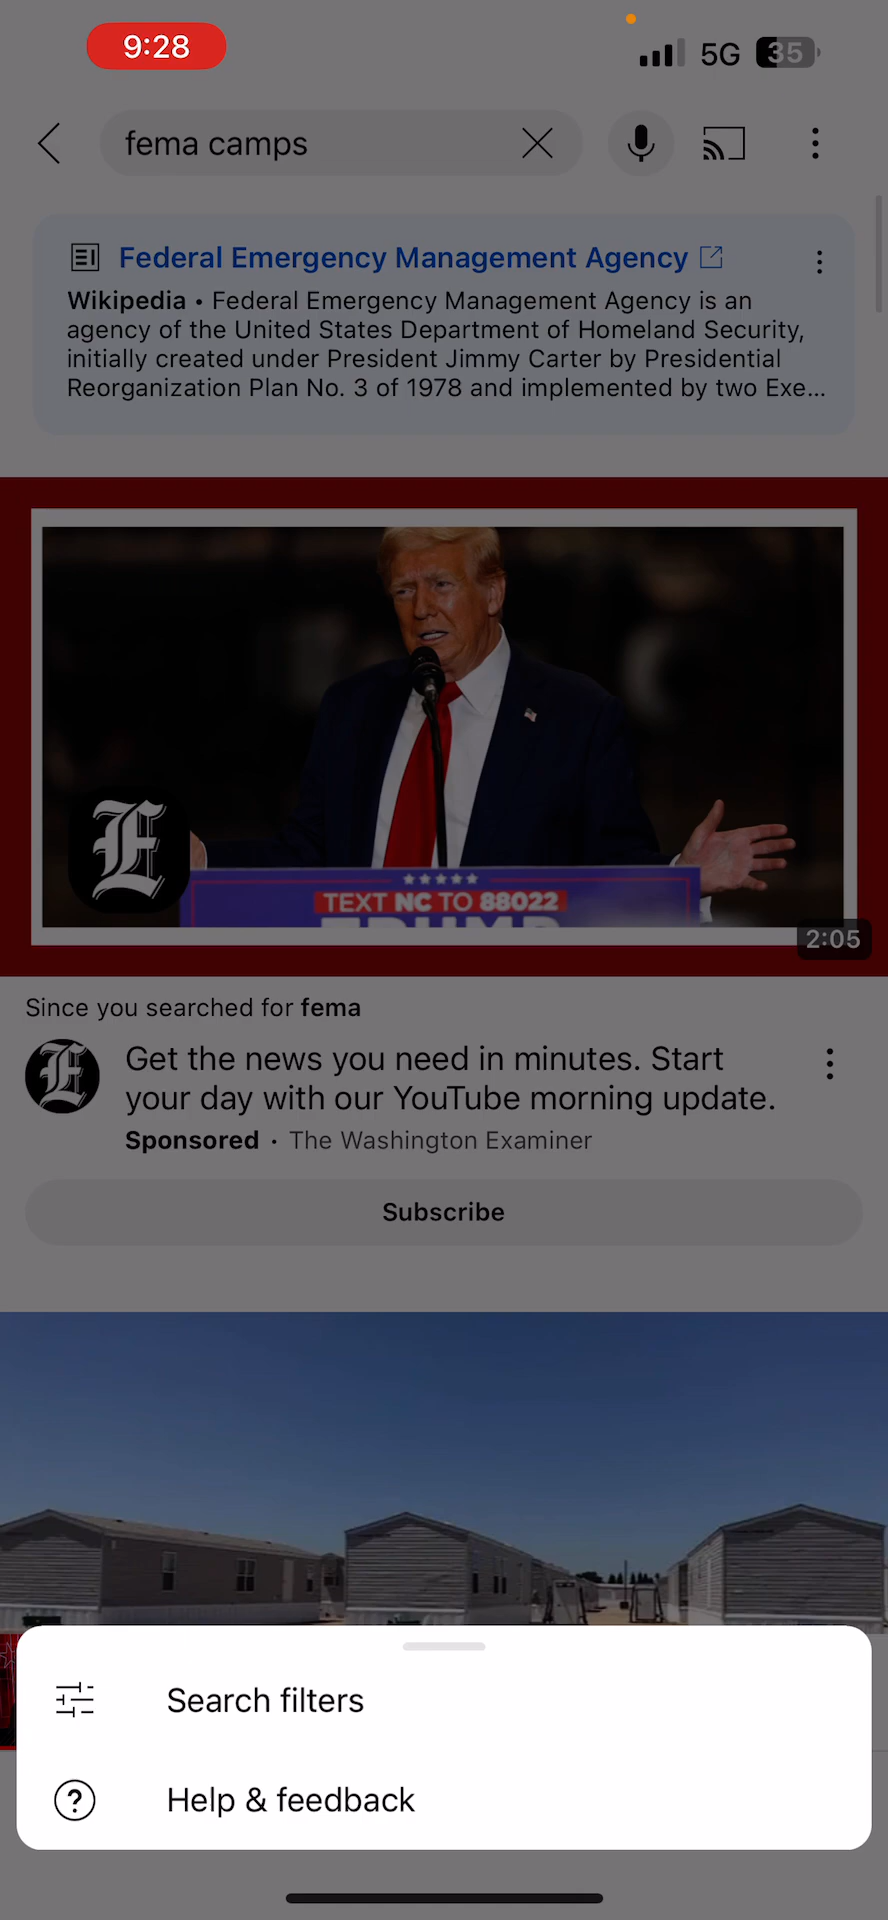 9:28
5G 35
fema camps
Federal Emergency Management Agency
Wikipedia • Federal Emergency Management Agency is an
agency of the United States Department of Homeland Security,
initially created under President Jimmy Carter by Presidential
Reorganization Plan No. 3 of 1978 and implemented by two Exe...
E
TEXT NC TO 88022
TRUMP
2:05
Since you searched for fema
E
Get the news you need in minutes. Start
your day with our YouTube morning update.
Sponsored • The Washington Examiner
Subscribe
Search filters
Help & feedback